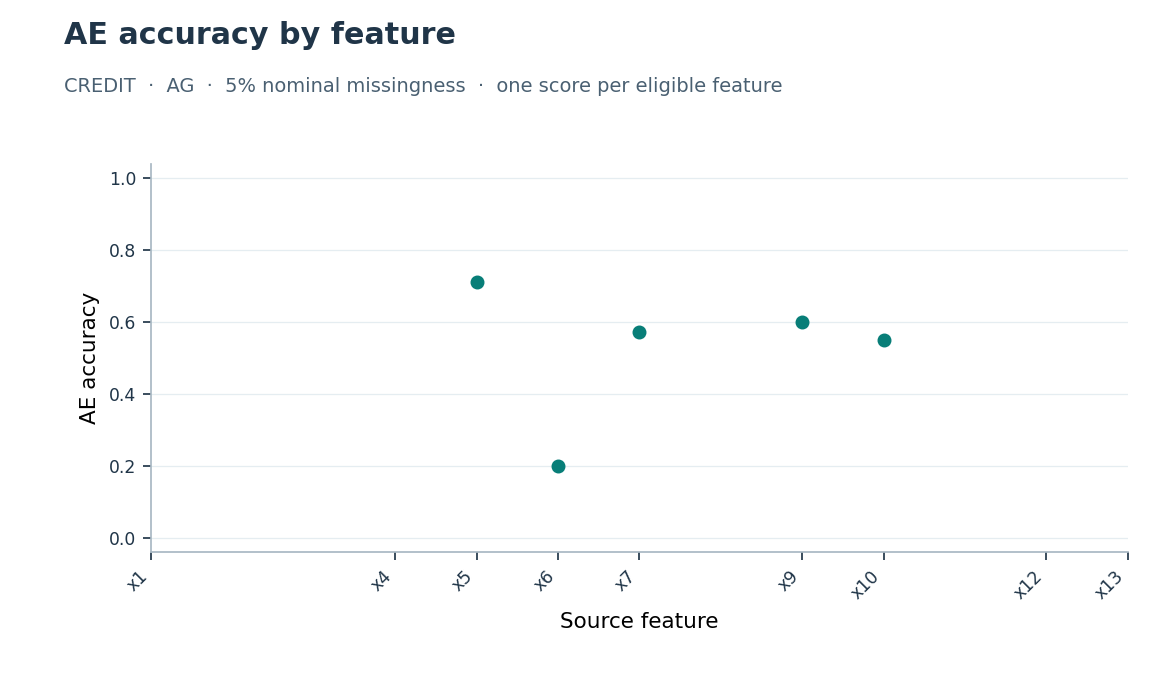 AE accuracy by feature
CREDIT · AG · 5% nominal missingness · one score per eligible feature
1.0
0.8
0.6
0.4
0.2
0.0
AE accuracy
x1 x4 x5 x6 x7 x9 x10 x12 x13
Source feature